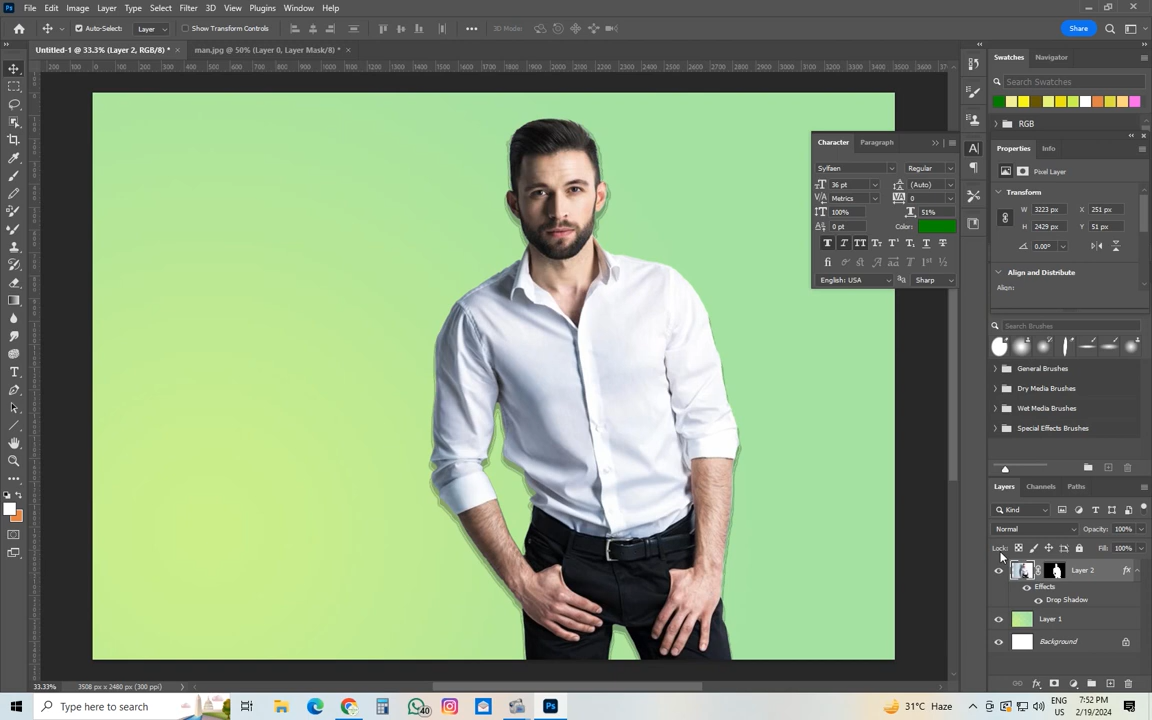 File Edit Image Layer Type Select Filter 3D View Plugins Window Help
Auto-Select: Layer Show Transform Controls 3D Mode: Share
Untitled-1 @ 33.3% (Layer 2, RGB/8) * man.jpg @ 50% (Layer 0, Layer Mask/8) *
Swatches Navigator
Search Swatches
RGB
Character Paragraph
Sylfaen Regular
36 pt (Auto)
Metrics 0
100% 51%
0 pt Color:
English: USA Sharp
Properties Info
Pixel Layer
Transform
W 3223 px X 251 px
H 2429 px Y 51 px
0.00°
Align and Distribute
Align:
Search Brushes
General Brushes
Dry Media Brushes
Wet Media Brushes
Special Effects Brushes
Layers Channels Paths
Kind
Normal Opacity: 100%
Lock: Fill: 100%
Layer 2 fx
Effects
Drop Shadow
Layer 1
Background
33.33% 3508 px x 2480 px (300 ppi)
Type here to search
40
31°C Haze
ENG
US
7:52 PM
2/19/2024